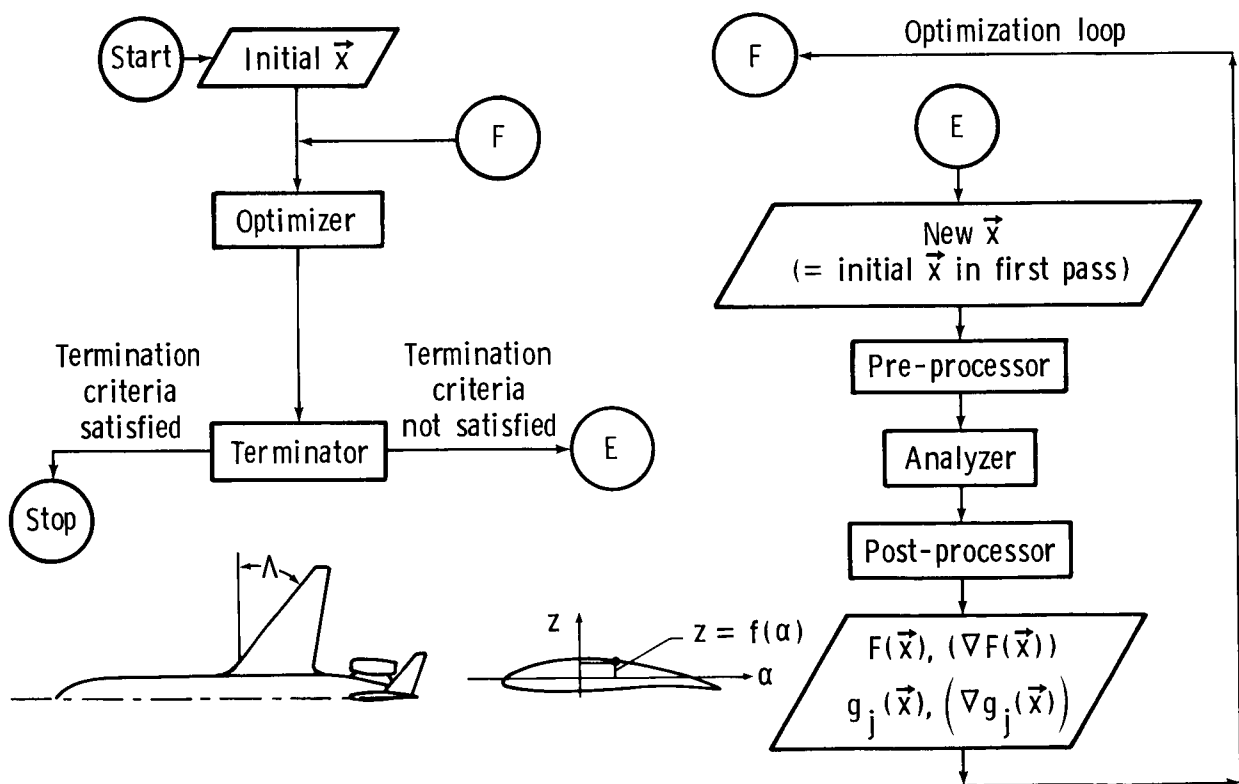 Start
Initial x⃗
F
Optimizer
Termination
criteria
satisfied
Termination
criteria
not satisfied
Terminator
E
Stop
Λ
z
z = f(α)
α
Optimization loop
F
E
New x⃗
(= initial x⃗ in first pass)
Pre-processor
Analyzer
Post-processor
F(x⃗), (∇F(x⃗))
g_j(x⃗), (∇g_j(x⃗))